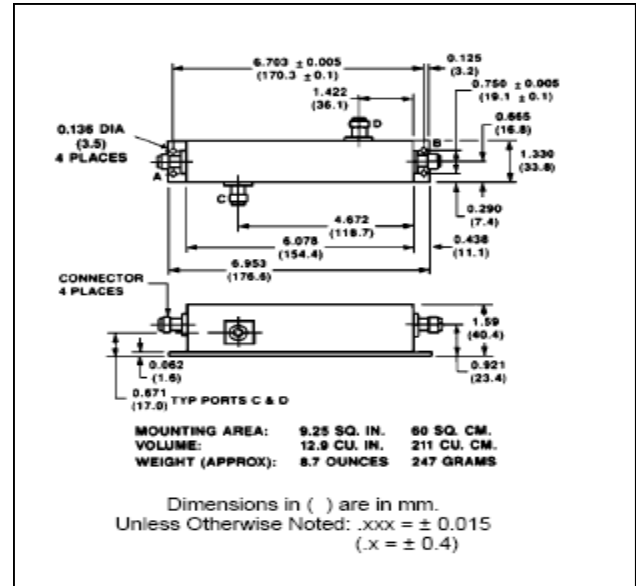 6.703 ± 0.005
(170.3 ± 0.1)
0.125
(3.2)
0.750 ± 0.005
(19.1 ± 0.1)
1.422
(36.1)
0.665
(16.8)
0.136 DIA
(3.5)
4 PLACES
D
B
A
C
1.330
(33.8)
0.290
(7.4)
4.672
(118.7)
6.078
(154.4)
0.438
(11.1)
6.953
(176.6)
CONNECTOR
4 PLACES
1.59
(40.4)
0.062
(1.6)
0.921
(23.4)
0.671
(17.0) TYP PORTS C & D
MOUNTING AREA: 9.25 SQ. IN. 60 SQ. CM.
VOLUME: 12.9 CU. IN. 211 CU. CM.
WEIGHT (APPROX): 8.7 OUNCES 247 GRAMS
Dimensions in ( ) are in mm.
Unless Otherwise Noted: .xxx = ± 0.015
(.x = ± 0.4)